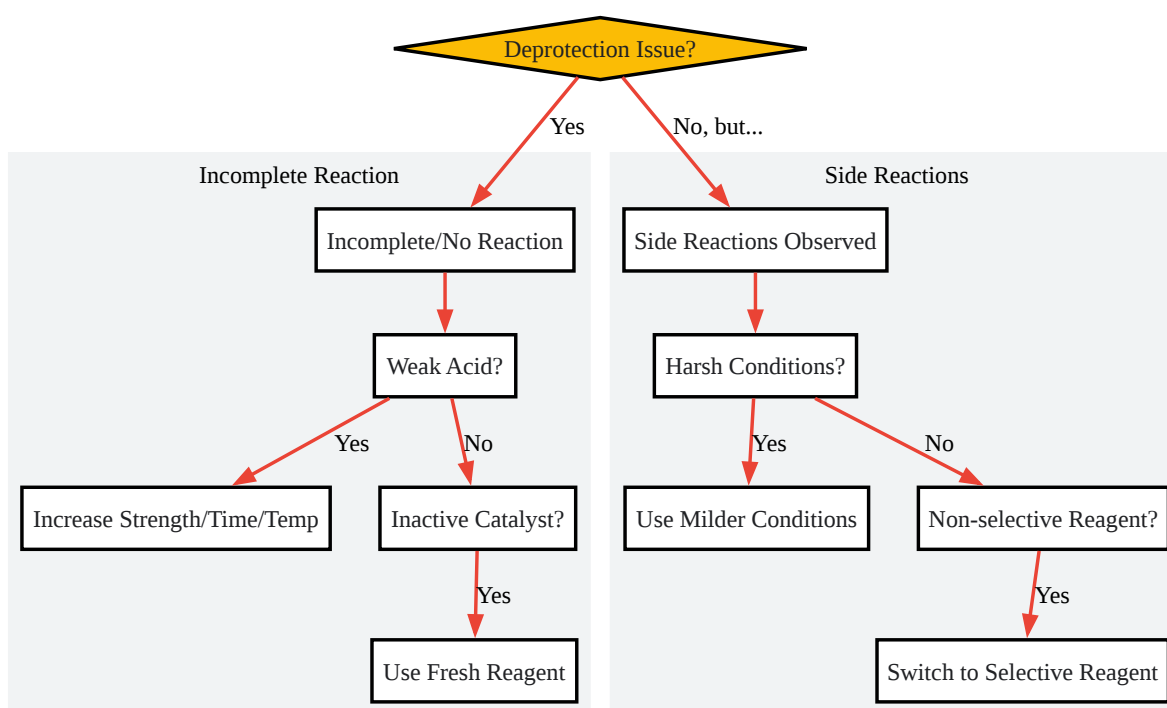 Deprotection Issue?
Yes
No, but...
Incomplete Reaction
Side Reactions
Incomplete/No Reaction
Side Reactions Observed
Weak Acid?
Harsh Conditions?
Yes
No
Yes
No
Increase Strength/Time/Temp
Inactive Catalyst?
Use Milder Conditions
Non-selective Reagent?
Yes
Yes
Use Fresh Reagent
Switch to Selective Reagent